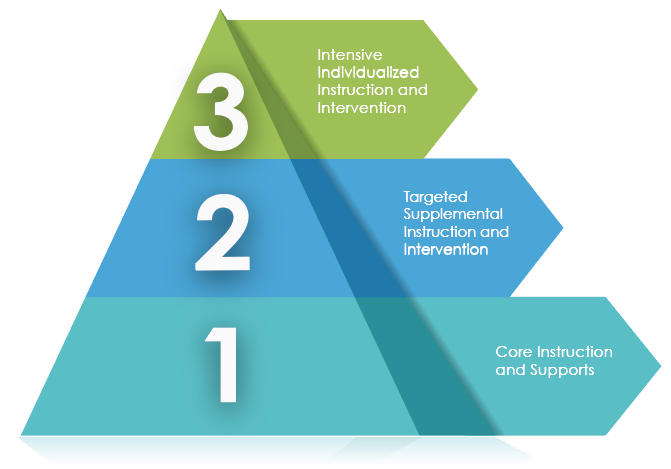 3
Intensive
Individualized
Instruction and
Intervention
2
Targeted
Supplemental
Instruction and
Intervention
1
Core Instruction
and Supports